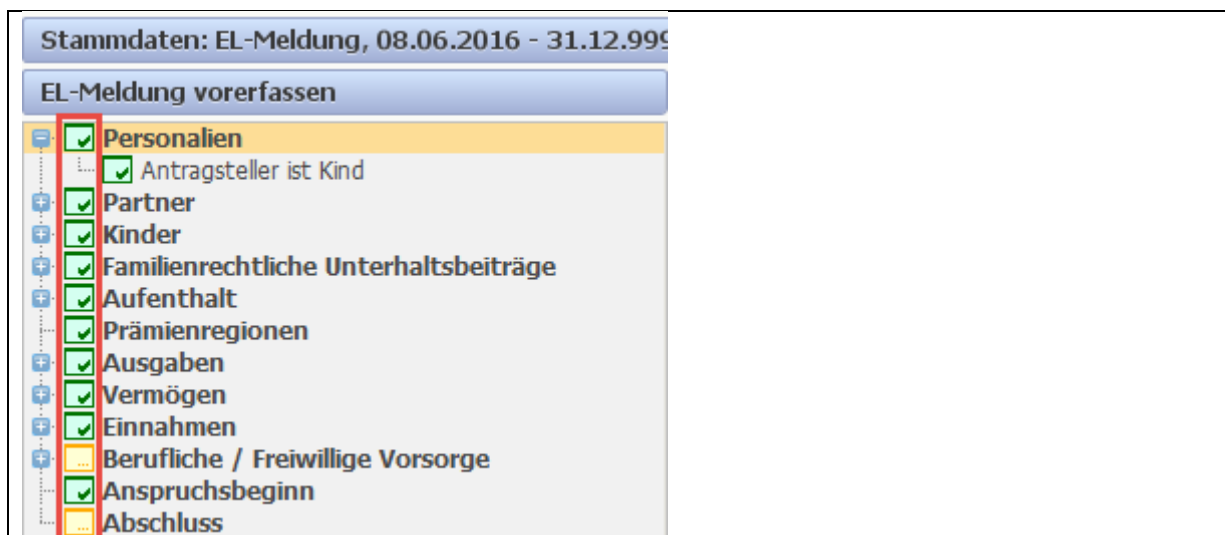 Stammdaten: EL-Meldung, 08.06.2016 - 31.12.999
EL-Meldung vorerfassen
Personalien
Antragsteller ist Kind
Partner
Kinder
Familienrechtliche Unterhaltsbeiträge
Aufenthalt
Prämienregionen
Ausgaben
Vermögen
Einnahmen
Berufliche / Freiwillige Vorsorge
Anspruchsbeginn
Abschluss